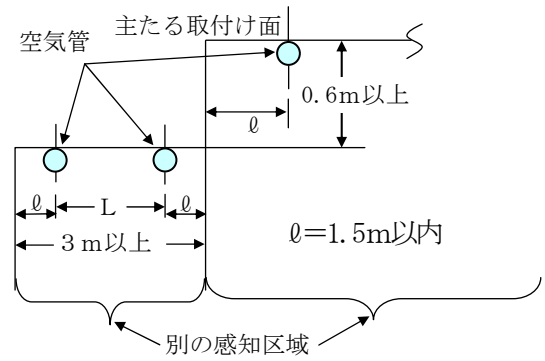 主たる取付け面
空気管
0.6m以上
ℓ
ℓ
L
ℓ
3m以上
ℓ=1.5m以内
別の感知区域